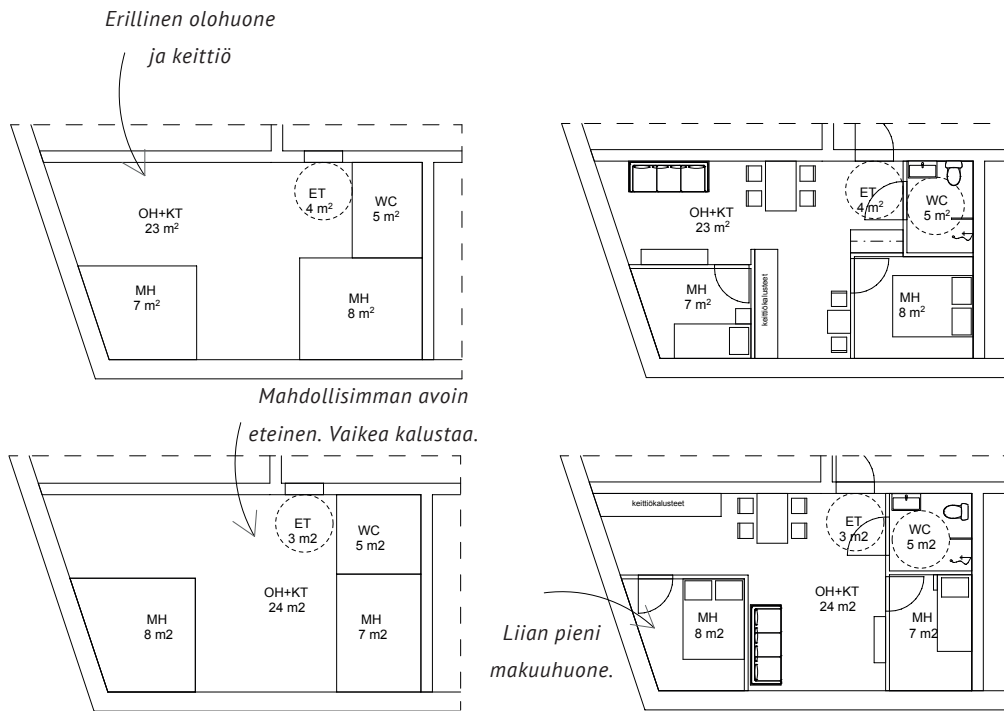 Erillinen olohuone
ja keittiö
ET
4 m²
WC
5 m²
OH+KT
23 m²
MH
7 m²
MH
8 m²
OH+KT
23 m²
ET
4 m²
WC
5 m²
MH
7 m²
keittiökalusteet
MH
8 m²
Mahdollisimman avoin
eteinen. Vaikea kalustaa.
ET
3 m2
WC
5 m2
OH+KT
24 m2
MH
8 m2
MH
7 m2
keittiökalusteet
ET
3 m2
WC
5 m2
OH+KT
24 m2
MH
8 m2
MH
7 m2
Liian pieni
makuuhuone.